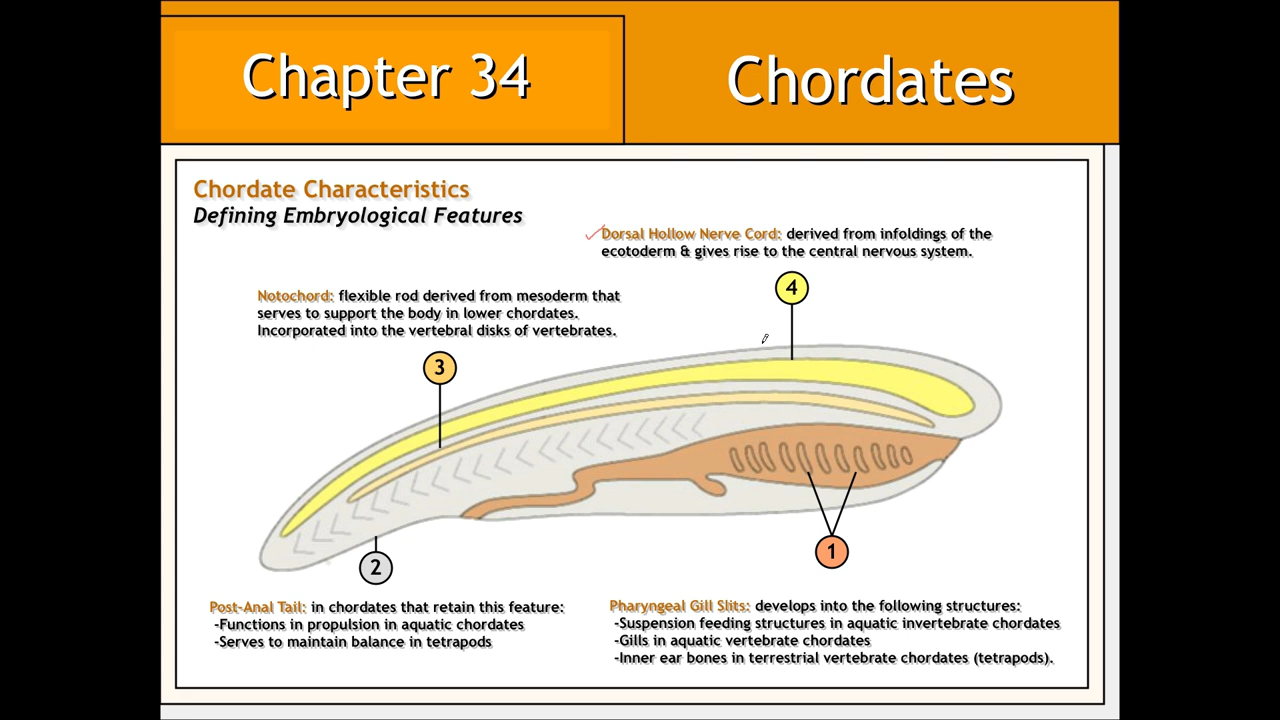 Chapter 34
Chordates
Chordate Characteristics
Defining Embryological Features
Dorsal Hollow Nerve Cord: derived from infoldings of the
ecotoderm & gives rise to the central nervous system.
4
Notochord: flexible rod derived from mesoderm that
serves to support the body in lower chordates.
Incorporated into the vertebral disks of vertebrates.
3
2
1
Post-Anal Tail: in chordates that retain this feature:
-Functions in propulsion in aquatic chordates
-Serves to maintain balance in tetrapods
Pharyngeal Gill Slits: develops into the following structures:
-Suspension feeding structures in aquatic invertebrate chordates
-Gills in aquatic vertebrate chordates
-Inner ear bones in terrestrial vertebrate chordates (tetrapods).